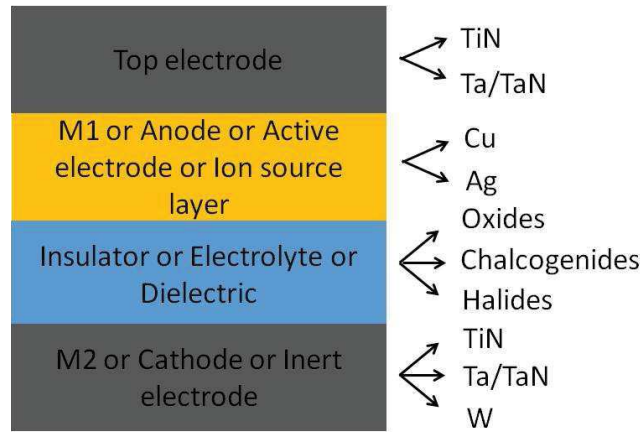 Top electrode
TiN
Ta/TaN
M1 or Anode or Active
electrode or Ion source
layer
Cu
Ag
Insulator or Electrolyte or
Dielectric
Oxides
Chalcogenides
Halides
M2 or Cathode or Inert
electrode
TiN
Ta/TaN
W